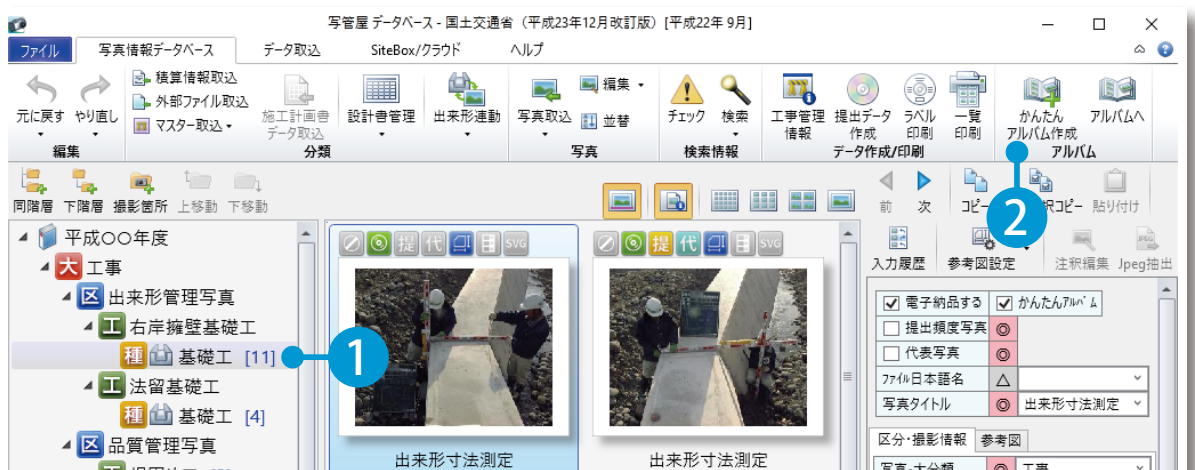 写管屋 データベース - 国土交通省（平成23年12月改訂版）[平成22年 9月]
ファイル 写真情報データベース データ取込 SiteBox/クラウド ヘルプ
元に戻す やり直し
編集
積算情報取込
外部ファイル取込
マスター取込
施工計画書
データ取込
設計書管理 出来形連動
分類
写真取込 編集
並替
写真
チェック 検索
検索情報
工事管理
情報
提出データ
作成
ラベル
印刷
一覧
印刷
データ作成/印刷
かんたん
アルバム作成
アルバムへ
アルバム
同階層 下階層 撮影箇所 上移動 下移動
前 次 コピー 択コピー 貼り付け
2
入力履歴 参考図設定 注釈編集 Jpeg抽出
平成○○年度
大 工事
区 出来形管理写真
工 右岸擁壁基礎工
種 基礎工 [11]
1
工 法留基礎工
種 基礎工 [4]
区 品質管理写真
提 代 SVG
出来形寸法測定
提 代 SVG
出来形寸法測定
電子納品する かんたんアルバム
提出頻度写真 ◎
代表写真 ◎
ファイル日本語名 △
写真タイトル ◎ 出来形寸法測定
区分・撮影情報 参考図
写真-大分類 ◎ 工事